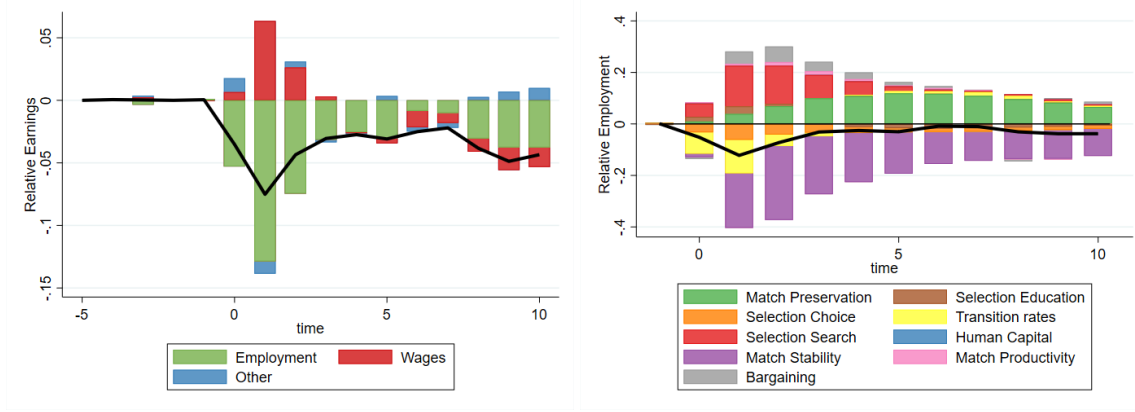 Relative Earnings
.05
0
-.05
-.1
-.15
-5
0
5
10
time
Employment
Wages
Other
Relative Employment
.4
.2
0
-.2
-.4
0
5
10
time
Match Preservation
Selection Education
Selection Choice
Transition rates
Selection Search
Human Capital
Match Stability
Match Productivity
Bargaining